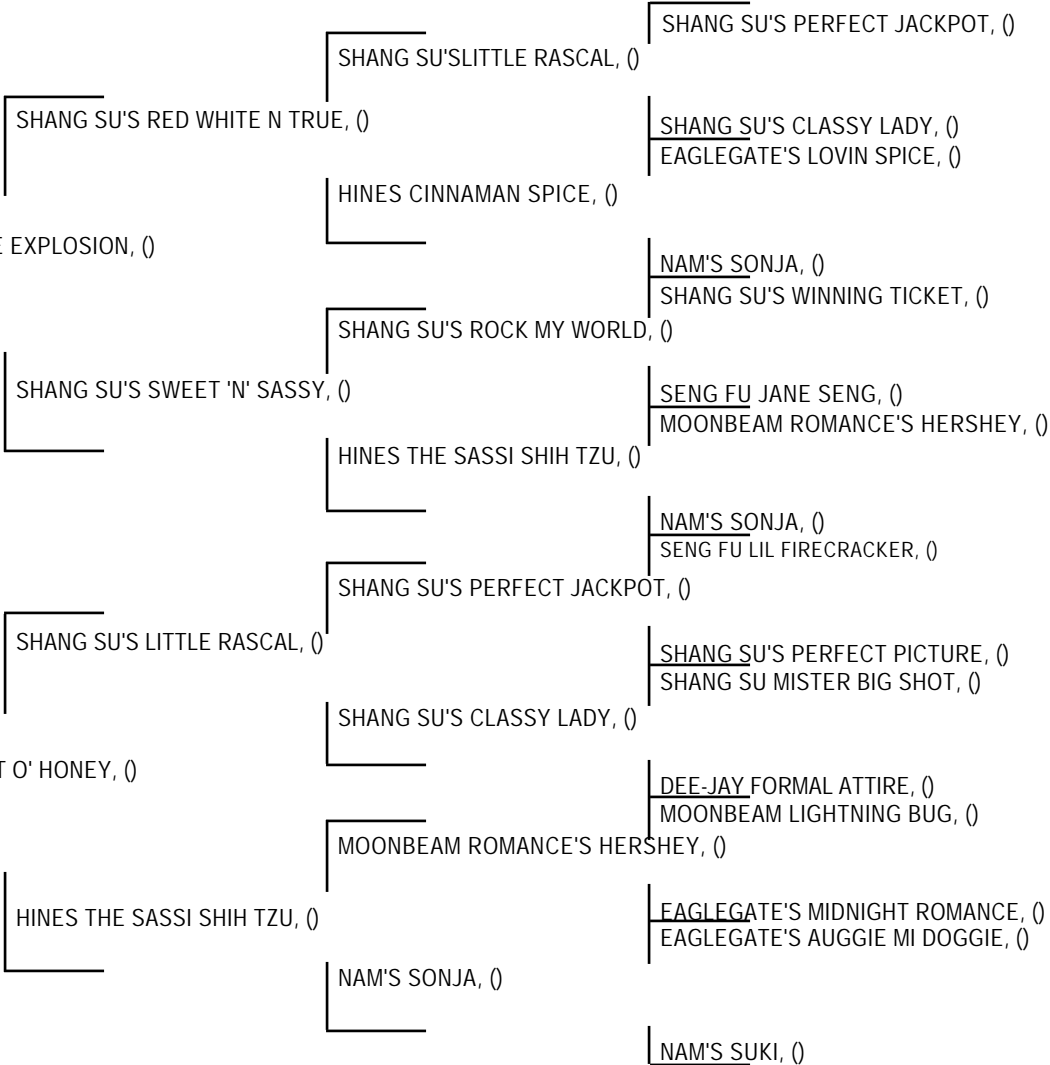 SHANG SU'S PERFECT JACKPOT, ()
SHANG SU'SLITTLE RASCAL, ()
SHANG SU'S RED WHITE N TRUE, ()
SHANG SU'S CLASSY LADY, ()
EAGLEGATE'S LOVIN SPICE, ()
HINES CINNAMAN SPICE, ()
EXPLOSION, ()
NAM'S SONJA, ()
SHANG SU'S WINNING TICKET, ()
SHANG SU'S ROCK MY WORLD, ()
SHANG SU'S SWEET 'N' SASSY, ()
SENG FU JANE SENG, ()
MOONBEAM ROMANCE'S HERSHEY, ()
HINES THE SASSI SHIH TZU, ()
NAM'S SONJA, ()
SENG FU LIL FIRECRACKER, ()
SHANG SU'S PERFECT JACKPOT, ()
SHANG SU'S LITTLE RASCAL, ()
SHANG SU'S PERFECT PICTURE, ()
SHANG SU MISTER BIG SHOT, ()
SHANG SU'S CLASSY LADY, ()
O' HONEY, ()
DEE-JAY FORMAL ATTIRE, ()
MOONBEAM LIGHTNING BUG, ()
MOONBEAM ROMANCE'S HERSHEY, ()
HINES THE SASSI SHIH TZU, ()
EAGLEGATE'S MIDNIGHT ROMANCE, ()
EAGLEGATE'S AUGGIE MI DOGGIE, ()
NAM'S SONJA, ()
NAM'S SUKI, ()